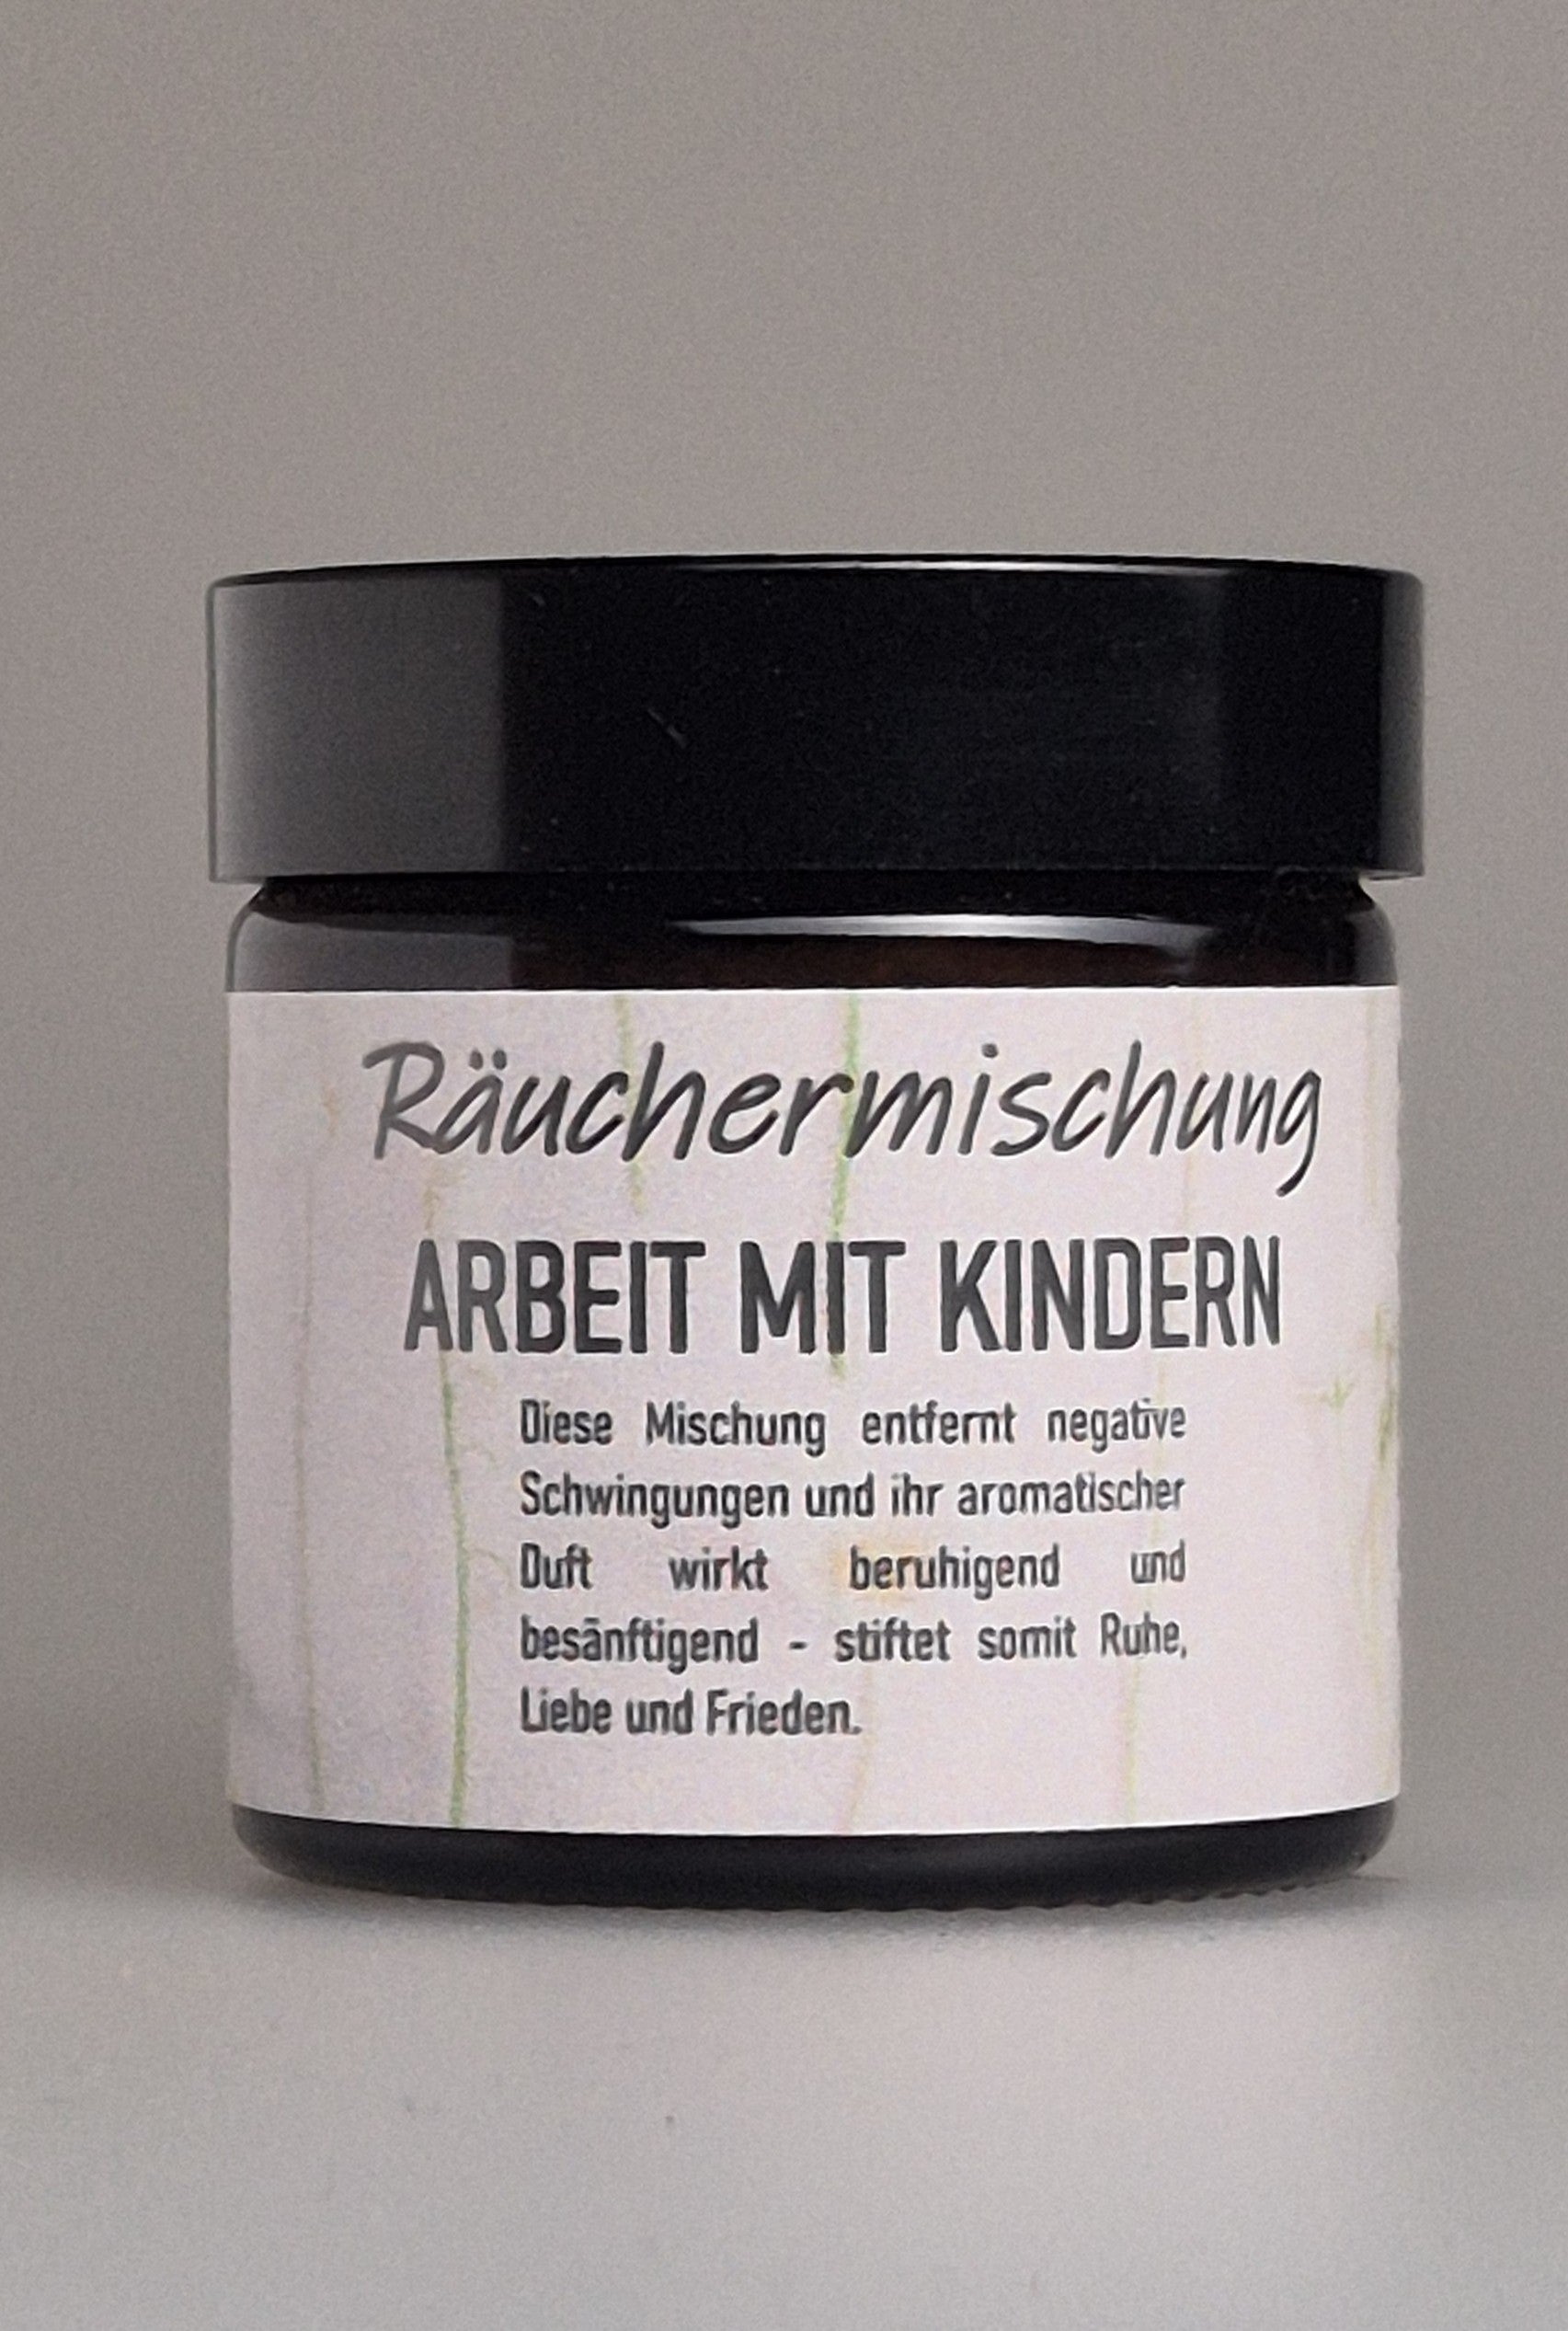 Räuchermischung
ARBEIT MIT KINDERN
Diese Mischung entfernt negative
Schwingungen und ihr aromatischer
Duft wirkt beruhigend und
besänftigend - stiftet somit Ruhe,
Liebe und Frieden.